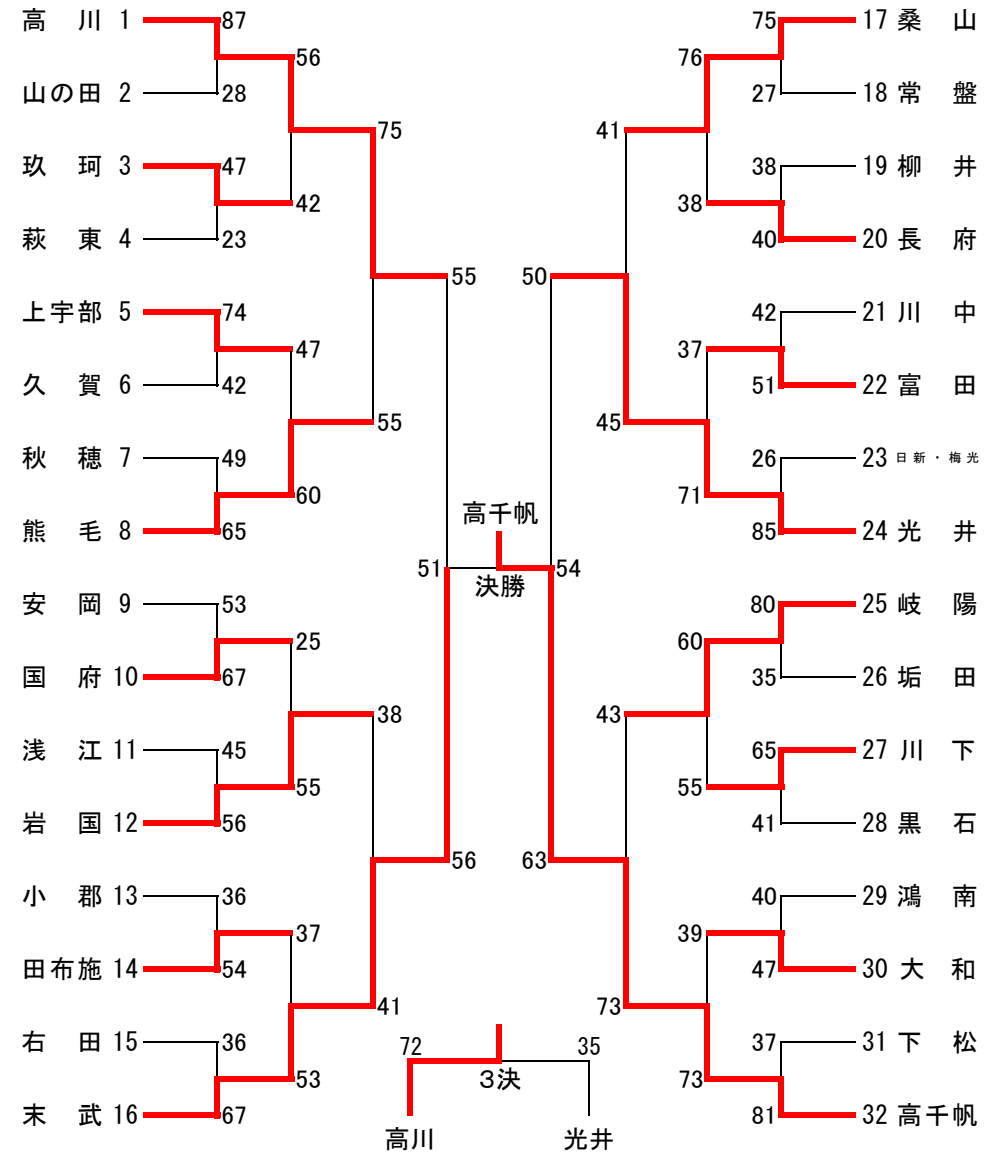 高川 1 87 75 17 桑山
56 76
山の田 2 28 27 18 常盤
75 41
玖珂 3 47 38 19 柳井
42 38
萩東 4 23 40 20 長府
55 50
上宇部 5 74 42 21 川中
47 37
久賀 6 42 51 22 富田
55 45
秋穂 7 49 26 23 日新・梅光
60 71
熊毛 8 65 85 24 光井
高千帆
51 54
決勝
安岡 9 53 80 25 岐陽
25 60
国府 10 67 35 26 垢田
38 43
浅江 11 45 65 27 川下
55 55
岩国 12 56 41 28 黒石
56 63
小郡 13 36 40 29 鴻南
37 39
田布施 14 54 47 30 大和
41 73
右田 15 36 37 31 下松
72 35
53 3決 73
末武 16 67 81 32 高千帆
高川 光井